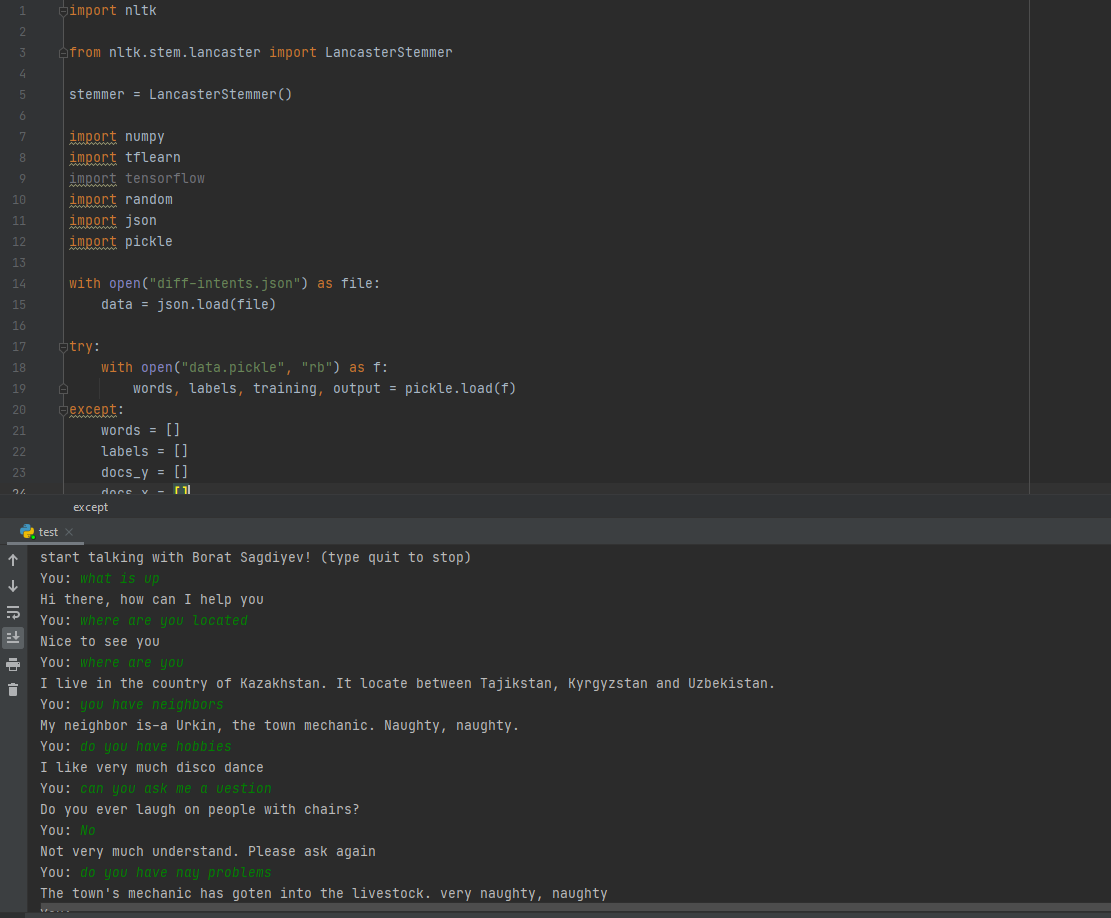 1 import nltk
2
3 from nltk.stem.lancaster import LancasterStemmer
4
5 stemmer = LancasterStemmer()
6
7 import numpy
8 import tflearn
9 import tensorflow
10 import random
11 import json
12 import pickle
13
14 with open("diff-intents.json") as file:
15     data = json.load(file)
16
17 try:
18     with open("data.pickle", "rb") as f:
19         words, labels, training, output = pickle.load(f)
20 except:
21     words = []
22     labels = []
23     docs_y = []
24     docs_x = []
except
test
start talking with Borat Sagdiyev! (type quit to stop)
You: what is up
Hi there, how can I help you
You: where are you located
Nice to see you
You: where are you
I live in the country of Kazakhstan. It locate between Tajikstan, Kyrgyzstan and Uzbekistan.
You: you have neighbors
My neighbor is-a Urkin, the town mechanic. Naughty, naughty.
You: do you have hobbies
I like very much disco dance
You: can you ask me a uestion
Do you ever laugh on people with chairs?
You: No
Not very much understand. Please ask again
You: do you have nay problems
The town's mechanic has goten into the livestock. very naughty, naughty
You: